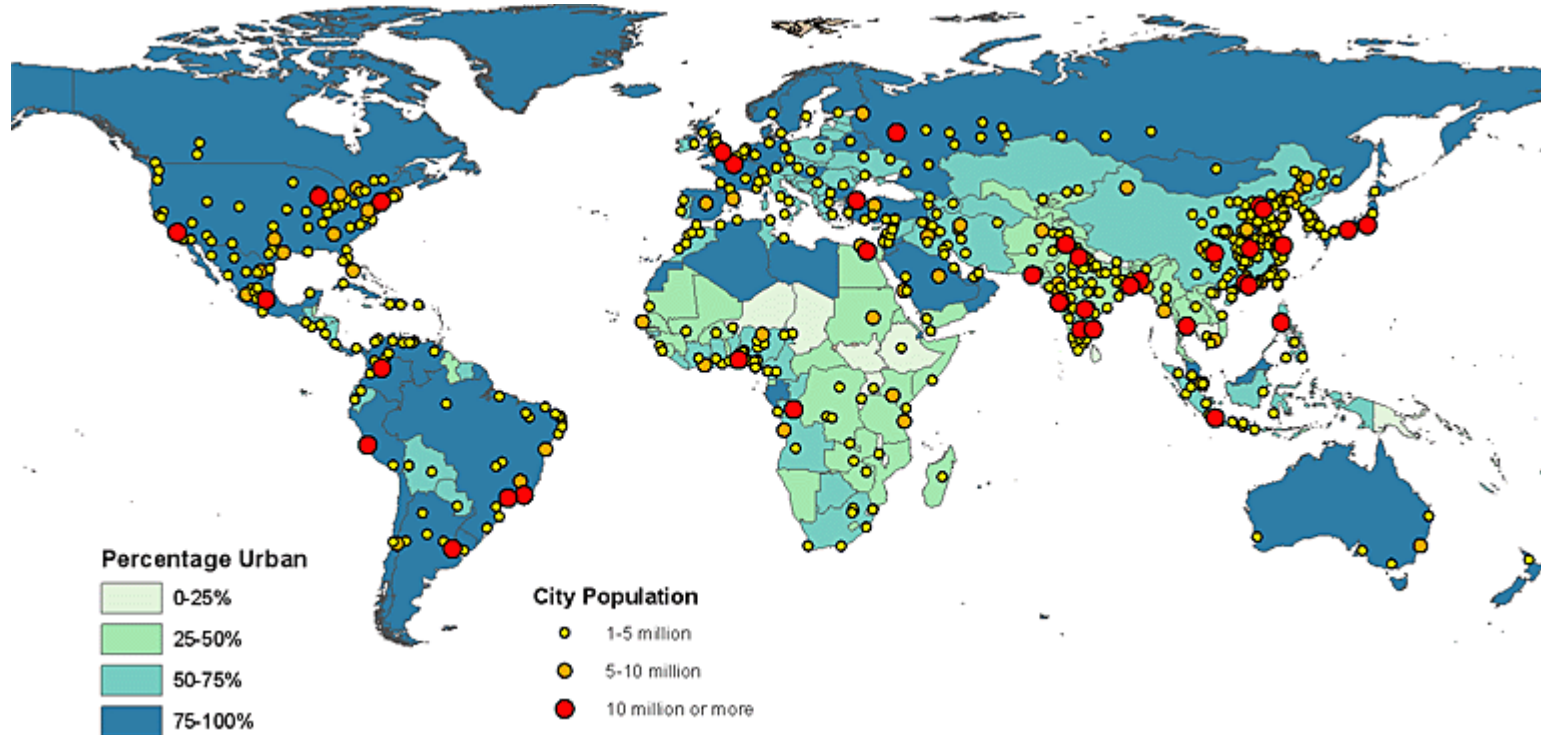 Percentage Urban
0-25%
25-50%
50-75%
75-100%
City Population
1-5 million
5-10 million
10 million or more